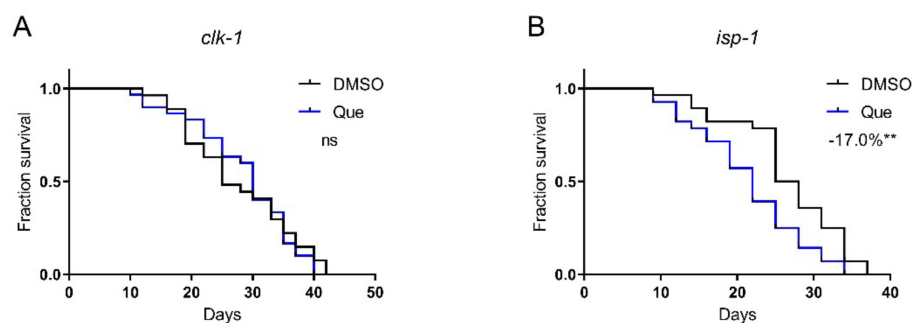 A
clk-1
DMSO
Que
ns
Fraction survival
1.0
0.5
0.0
0 10 20 30 40 50
Days
B
isp-1
DMSO
Que
-17.0%**
Fraction survival
1.0
0.5
0.0
0 10 20 30 40
Days